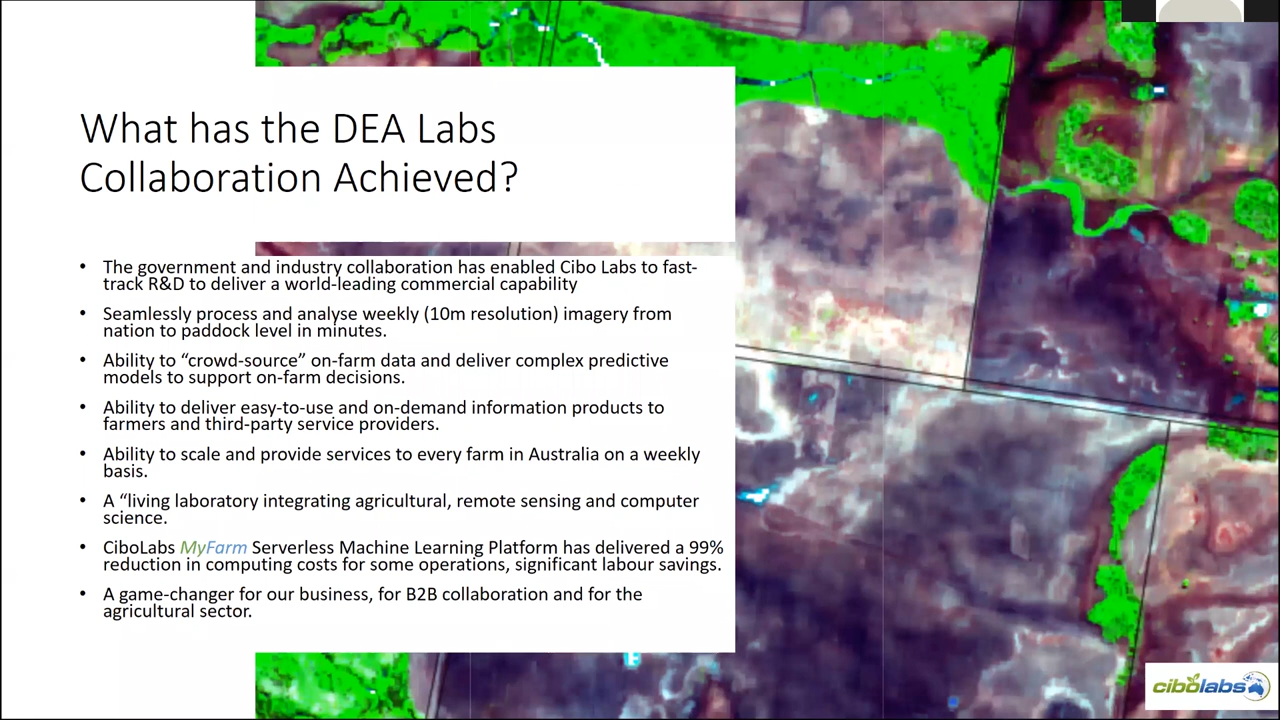 What has the DEA Labs
Collaboration Achieved?
• The government and industry collaboration has enabled Cibo Labs to fast-
track R&D to deliver a world-leading commercial capability
• Seamlessly process and analyse weekly (10m resolution) imagery from
nation to paddock level in minutes.
• Ability to “crowd-source” on-farm data and deliver complex predictive
models to support on-farm decisions.
• Ability to deliver easy-to-use and on-demand information products to
farmers and third-party service providers.
• Ability to scale and provide services to every farm in Australia on a weekly
basis.
• A “living laboratory integrating agricultural, remote sensing and computer
science.
• CiboLabs MyFarm Serverless Machine Learning Platform has delivered a 99%
reduction in computing costs for some operations, significant labour savings.
• A game-changer for our business, for B2B collaboration and for the
agricultural sector.
cibolabs